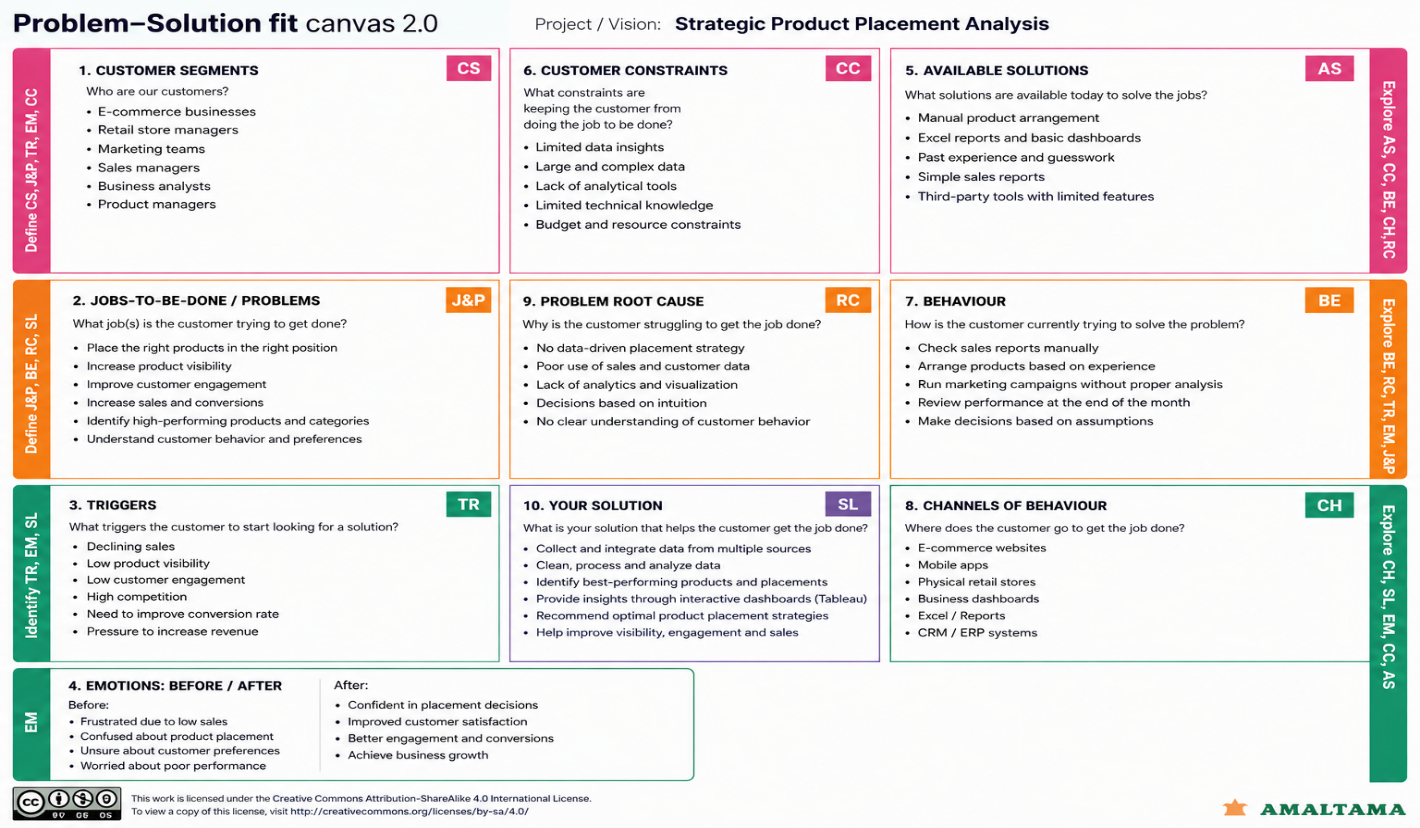 Problem–Solution fit canvas 2.0
Project / Vision: Strategic Product Placement Analysis
Define CS, J&P, TR, EM, CC
1. CUSTOMER SEGMENTS
CS
Who are our customers?
• E-commerce businesses
• Retail store managers
• Marketing teams
• Sales managers
• Business analysts
• Product managers
6. CUSTOMER CONSTRAINTS
CC
What constraints are
keeping the customer from
doing the job to be done?
• Limited data insights
• Large and complex data
• Lack of analytical tools
• Limited technical knowledge
• Budget and resource constraints
5. AVAILABLE SOLUTIONS
AS
What solutions are available today to solve the jobs?
• Manual product arrangement
• Excel reports and basic dashboards
• Past experience and guesswork
• Simple sales reports
• Third-party tools with limited features
Explore AS, CC, BE, CH,RC
Define J&P, BE, RC, SL
2. JOBS-TO-BE-DONE / PROBLEMS
J&P
What job(s) is the customer trying to get done?
• Place the right products in the right position
• Increase product visibility
• Improve customer engagement
• Increase sales and conversions
• Identify high-performing products and categories
• Understand customer behavior and preferences
9. PROBLEM ROOT CAUSE
RC
Why is the customer struggling to get the job done?
• No data-driven placement strategy
• Poor use of sales and customer data
• Lack of analytics and visualization
• Decisions based on intuition
• No clear understanding of customer behavior
7. BEHAVIOUR
BE
How is the customer currently trying to solve the problem?
• Check sales reports manually
• Arrange products based on experience
• Run marketing campaigns without proper analysis
• Review performance at the end of the month
• Make decisions based on assumptions
Explore BE, RC, TR, EM,J&P
Identify TR, EM, SL
3. TRIGGERS
TR
What triggers the customer to start looking for a solution?
• Declining sales
• Low product visibility
• Low customer engagement
• High competition
• Need to improve conversion rate
• Pressure to increase revenue
10. YOUR SOLUTION
SL
What is your solution that helps the customer get the job done?
• Collect and integrate data from multiple sources
• Clean, process and analyze data
• Identify best-performing products and placements
• Provide insights through interactive dashboards (Tableau)
• Recommend optimal product placement strategies
• Help improve visibility, engagement and sales
8. CHANNELS OF BEHAVIOUR
CH
Where does the customer go to get the job done?
• E-commerce websites
• Mobile apps
• Physical retail stores
• Business dashboards
• Excel / Reports
• CRM / ERP systems
Explore CH, SL, EM, CC, AS
EM
4. EMOTIONS: BEFORE / AFTER
Before:
• Frustrated due to low sales
• Confused about product placement
• Unsure about customer preferences
• Worried about poor performance
After:
• Confident in placement decisions
• Improved customer satisfaction
• Better engagement and conversions
• Achieve business growth
cc
This work is licensed under the Creative Commons Attribution-ShareAlike 4.0 International License.
To view a copy of this license, visit http://creativecommons.org/licenses/by-sa/4.0/
AMALTAMA